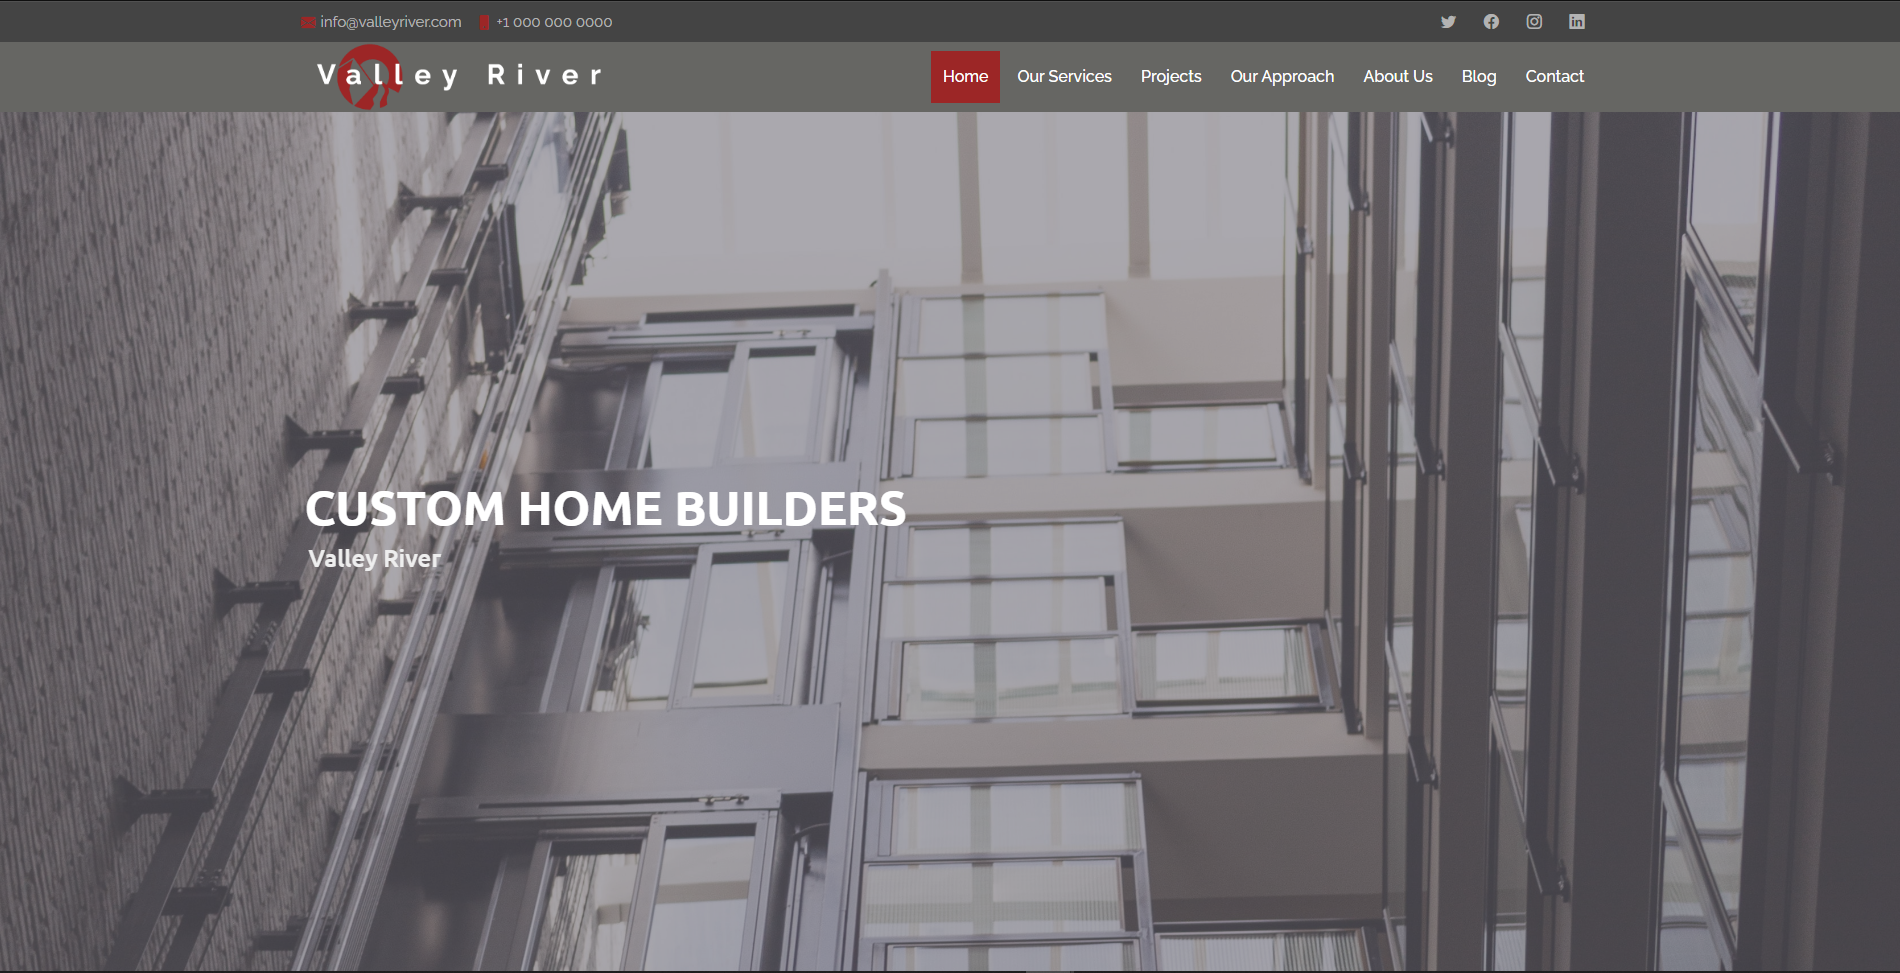 info@valleyriver.com +1 000 000 0000
Valley River
Home Our Services Projects Our Approach About Us Blog Contact
CUSTOM HOME BUILDERS
Valley River